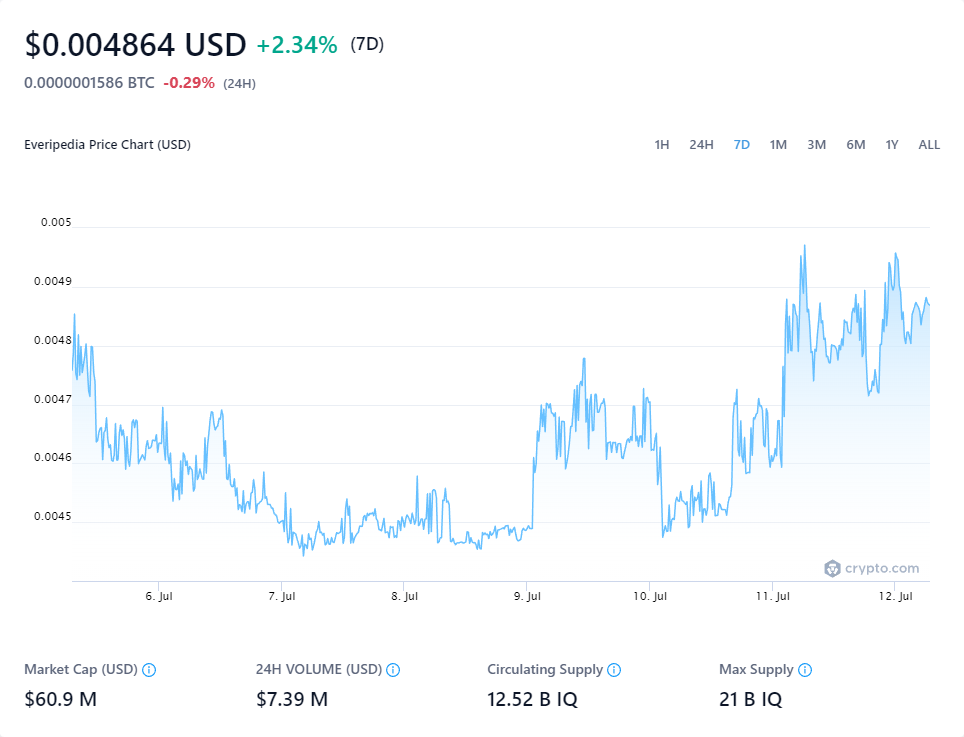 $0.004864 USD +2.34% (7D)
0.0000001586 BTC -0.29% (24H)
Everipedia Price Chart (USD)
1H 24H 7D 1M 3M 6M 1Y ALL
0.005
0.0049
0.0048
0.0047
0.0046
0.0045
crypto.com
6. Jul 7. Jul 8. Jul 9. Jul 10. Jul 11. Jul 12. Jul
Market Cap (USD) 24H VOLUME (USD) Circulating Supply Max Supply
$60.9 M $7.39 M 12.52 B IQ 21 B IQ